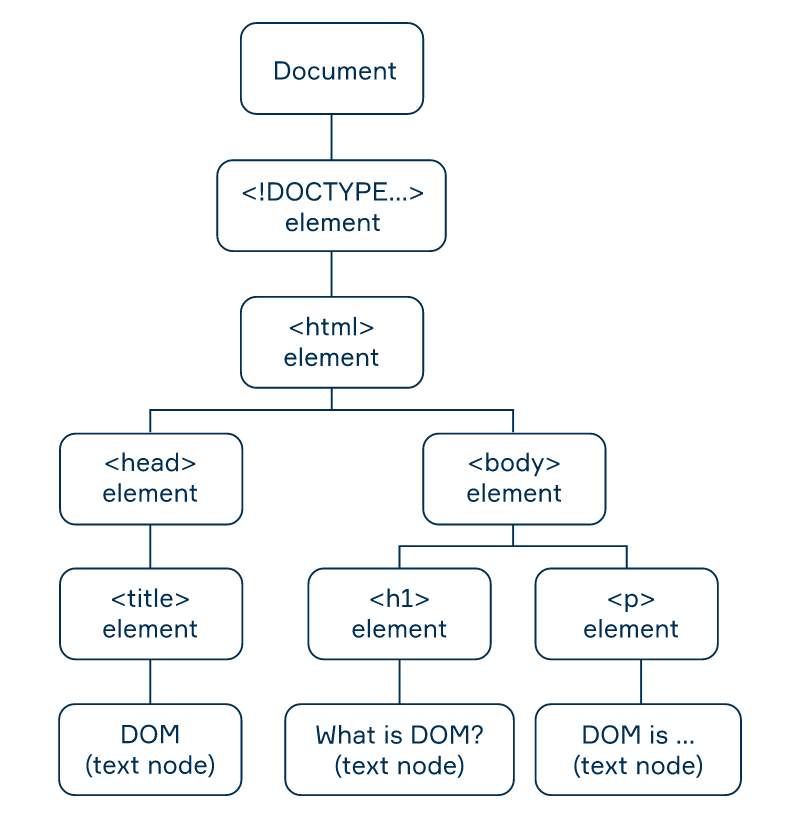 Document
<!DOCTYPE...>
element
<html>
element
<head>
element
<body>
element
<title>
element
<h1>
element
<p>
element
DOM
(text node)
What is DOM?
(text node)
DOM is ...
(text node)